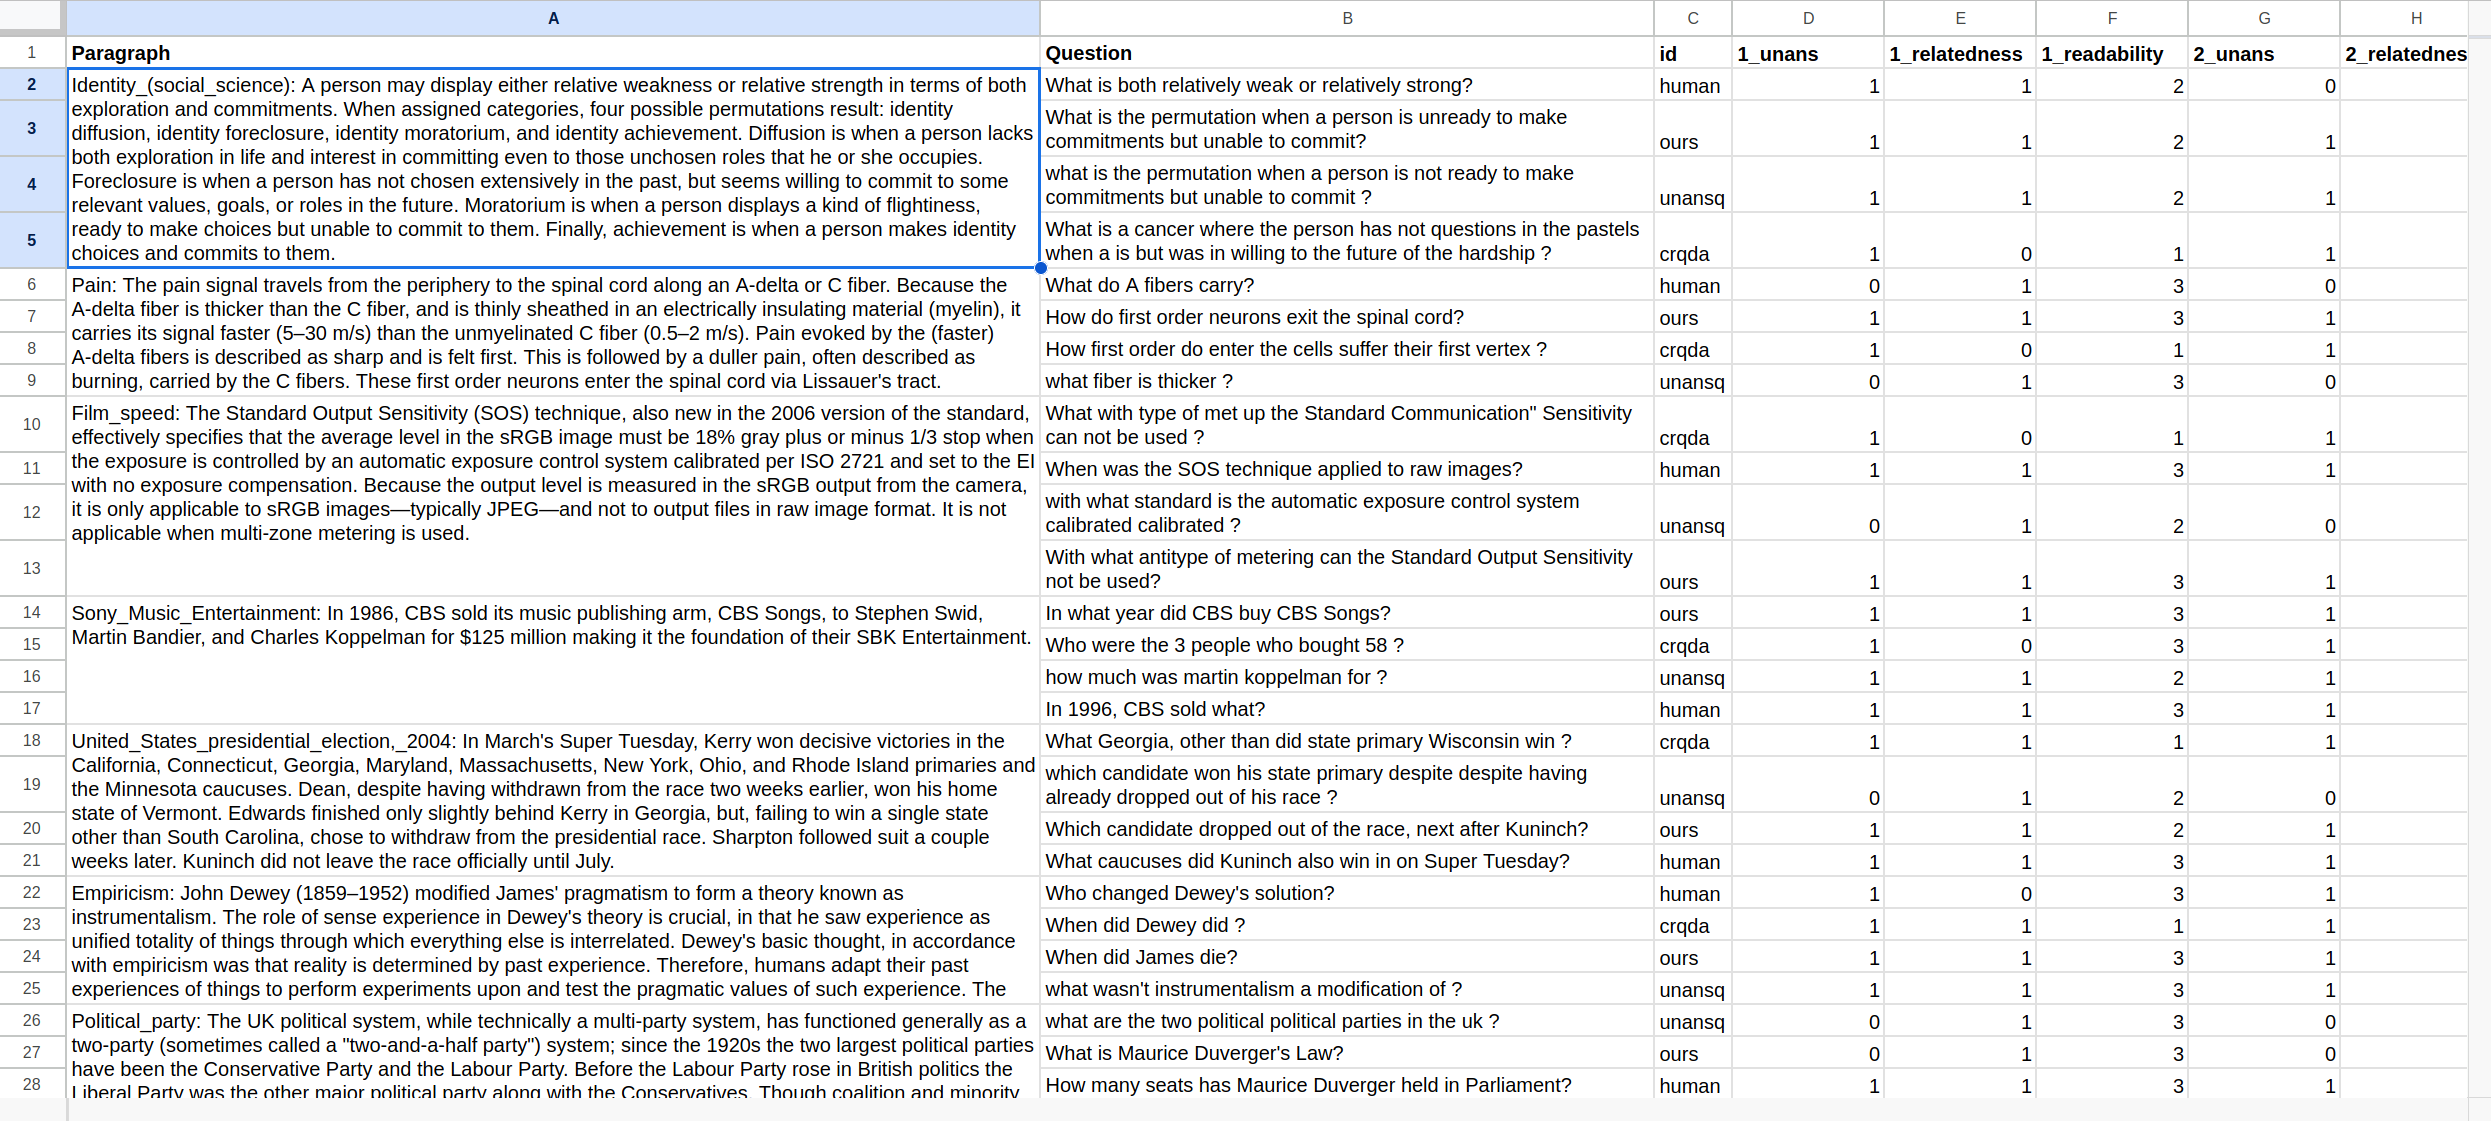 A B C D E F G H
1 Paragraph Question id 1_unans 1_relatedness 1_readability 2_unans 2_relatednes
2 3 4 5
Identity_(social_science): A person may display either relative weakness or relative strength in terms of both
exploration and commitments. When assigned categories, four possible permutations result: identity
diffusion, identity foreclosure, identity moratorium, and identity achievement. Diffusion is when a person lacks
both exploration in life and interest in committing even to those unchosen roles that he or she occupies.
Foreclosure is when a person has not chosen extensively in the past, but seems willing to commit to some
relevant values, goals, or roles in the future. Moratorium is when a person displays a kind of flightiness,
ready to make choices but unable to commit to them. Finally, achievement is when a person makes identity
choices and commits to them.
What is both relatively weak or relatively strong? human 1 1 2 0
What is the permutation when a person is unready to make
commitments but unable to commit? ours 1 1 2 1
what is the permutation when a person is not ready to make
commitments but unable to commit ? unansq 1 1 2 1
What is a cancer where the person has not questions in the pastels
when a is but was in willing to the future of the hardship ? crqda 1 0 1 1
6 7 8 9
Pain: The pain signal travels from the periphery to the spinal cord along an A-delta or C fiber. Because the
A-delta fiber is thicker than the C fiber, and is thinly sheathed in an electrically insulating material (myelin), it
carries its signal faster (5–30 m/s) than the unmyelinated C fiber (0.5–2 m/s). Pain evoked by the (faster)
A-delta fibers is described as sharp and is felt first. This is followed by a duller pain, often described as
burning, carried by the C fibers. These first order neurons enter the spinal cord via Lissauer's tract.
What do A fibers carry? human 0 1 3 0
How do first order neurons exit the spinal cord? ours 1 1 3 1
How first order do enter the cells suffer their first vertex ? crqda 1 0 1 1
what fiber is thicker ? unansq 0 1 3 0
10 11 12 13
Film_speed: The Standard Output Sensitivity (SOS) technique, also new in the 2006 version of the standard,
effectively specifies that the average level in the sRGB image must be 18% gray plus or minus 1/3 stop when
the exposure is controlled by an automatic exposure control system calibrated per ISO 2721 and set to the EI
with no exposure compensation. Because the output level is measured in the sRGB output from the camera,
it is only applicable to sRGB images—typically JPEG—and not to output files in raw image format. It is not
applicable when multi-zone metering is used.
What with type of met up the Standard Communication" Sensitivity
can not be used ? crqda 1 0 1 1
When was the SOS technique applied to raw images? human 1 1 3 1
with what standard is the automatic exposure control system
calibrated calibrated ? unansq 0 1 2 0
With what antitype of metering can the Standard Output Sensitivity
not be used? ours 1 1 3 1
14 15 16 17
Sony_Music_Entertainment: In 1986, CBS sold its music publishing arm, CBS Songs, to Stephen Swid,
Martin Bandier, and Charles Koppelman for $125 million making it the foundation of their SBK Entertainment.
In what year did CBS buy CBS Songs? ours 1 1 3 1
Who were the 3 people who bought 58 ? crqda 1 0 3 1
how much was martin koppelman for ? unansq 1 1 2 1
In 1996, CBS sold what? human 1 1 3 1
18 19 20 21
United_States_presidential_election,_2004: In March's Super Tuesday, Kerry won decisive victories in the
California, Connecticut, Georgia, Maryland, Massachusetts, New York, Ohio, and Rhode Island primaries and
the Minnesota caucuses. Dean, despite having withdrawn from the race two weeks earlier, won his home
state of Vermont. Edwards finished only slightly behind Kerry in Georgia, but, failing to win a single state
other than South Carolina, chose to withdraw from the presidential race. Sharpton followed suit a couple
weeks later. Kuninch did not leave the race officially until July.
What Georgia, other than did state primary Wisconsin win ? crqda 1 1 1 1
which candidate won his state primary despite despite having
already dropped out of his race ? unansq 0 1 2 0
Which candidate dropped out of the race, next after Kuninch? ours 1 1 2 1
What caucuses did Kuninch also win in on Super Tuesday? human 1 1 3 1
22 23 24 25
Empiricism: John Dewey (1859–1952) modified James' pragmatism to form a theory known as
instrumentalism. The role of sense experience in Dewey's theory is crucial, in that he saw experience as
unified totality of things through which everything else is interrelated. Dewey's basic thought, in accordance
with empiricism was that reality is determined by past experience. Therefore, humans adapt their past
experiences of things to perform experiments upon and test the pragmatic values of such experience. The
Who changed Dewey's solution? human 1 0 3 1
When did Dewey did ? crqda 1 1 1 1
When did James die? ours 1 1 3 1
what wasn't instrumentalism a modification of ? unansq 1 1 3 1
26 27 28
Political_party: The UK political system, while technically a multi-party system, has functioned generally as a
two-party (sometimes called a "two-and-a-half party") system; since the 1920s the two largest political parties
have been the Conservative Party and the Labour Party. Before the Labour Party rose in British politics the
Liberal Party was the other major political party along with the Conservatives. Though coalition and minority
what are the two political political parties in the uk ? unansq 0 1 3 0
What is Maurice Duverger's Law? ours 0 1 3 0
How many seats has Maurice Duverger held in Parliament? human 1 1 3 1